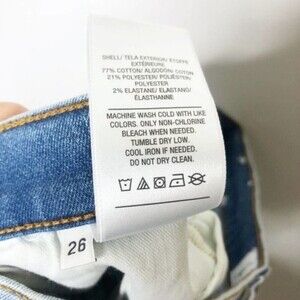 SHELL/ TELA EXTERIOR/ ETOFFE
EXTÉRIEURE/
77% COTTON/ ALGODON/ COTON
21% POLYESTER/ POLIÉSTER/
POLYESTER
2% ELASTANE/ ELASTANO/
ÉLASTHANNE
MACHINE WASH COLD WITH LIKE
COLORS. ONLY NON-CHLORINE
BLEACH WHEN NEEDED.
TUMBLE DRY LOW.
COOL IRON IF NEEDED.
DO NOT DRY CLEAN.
26